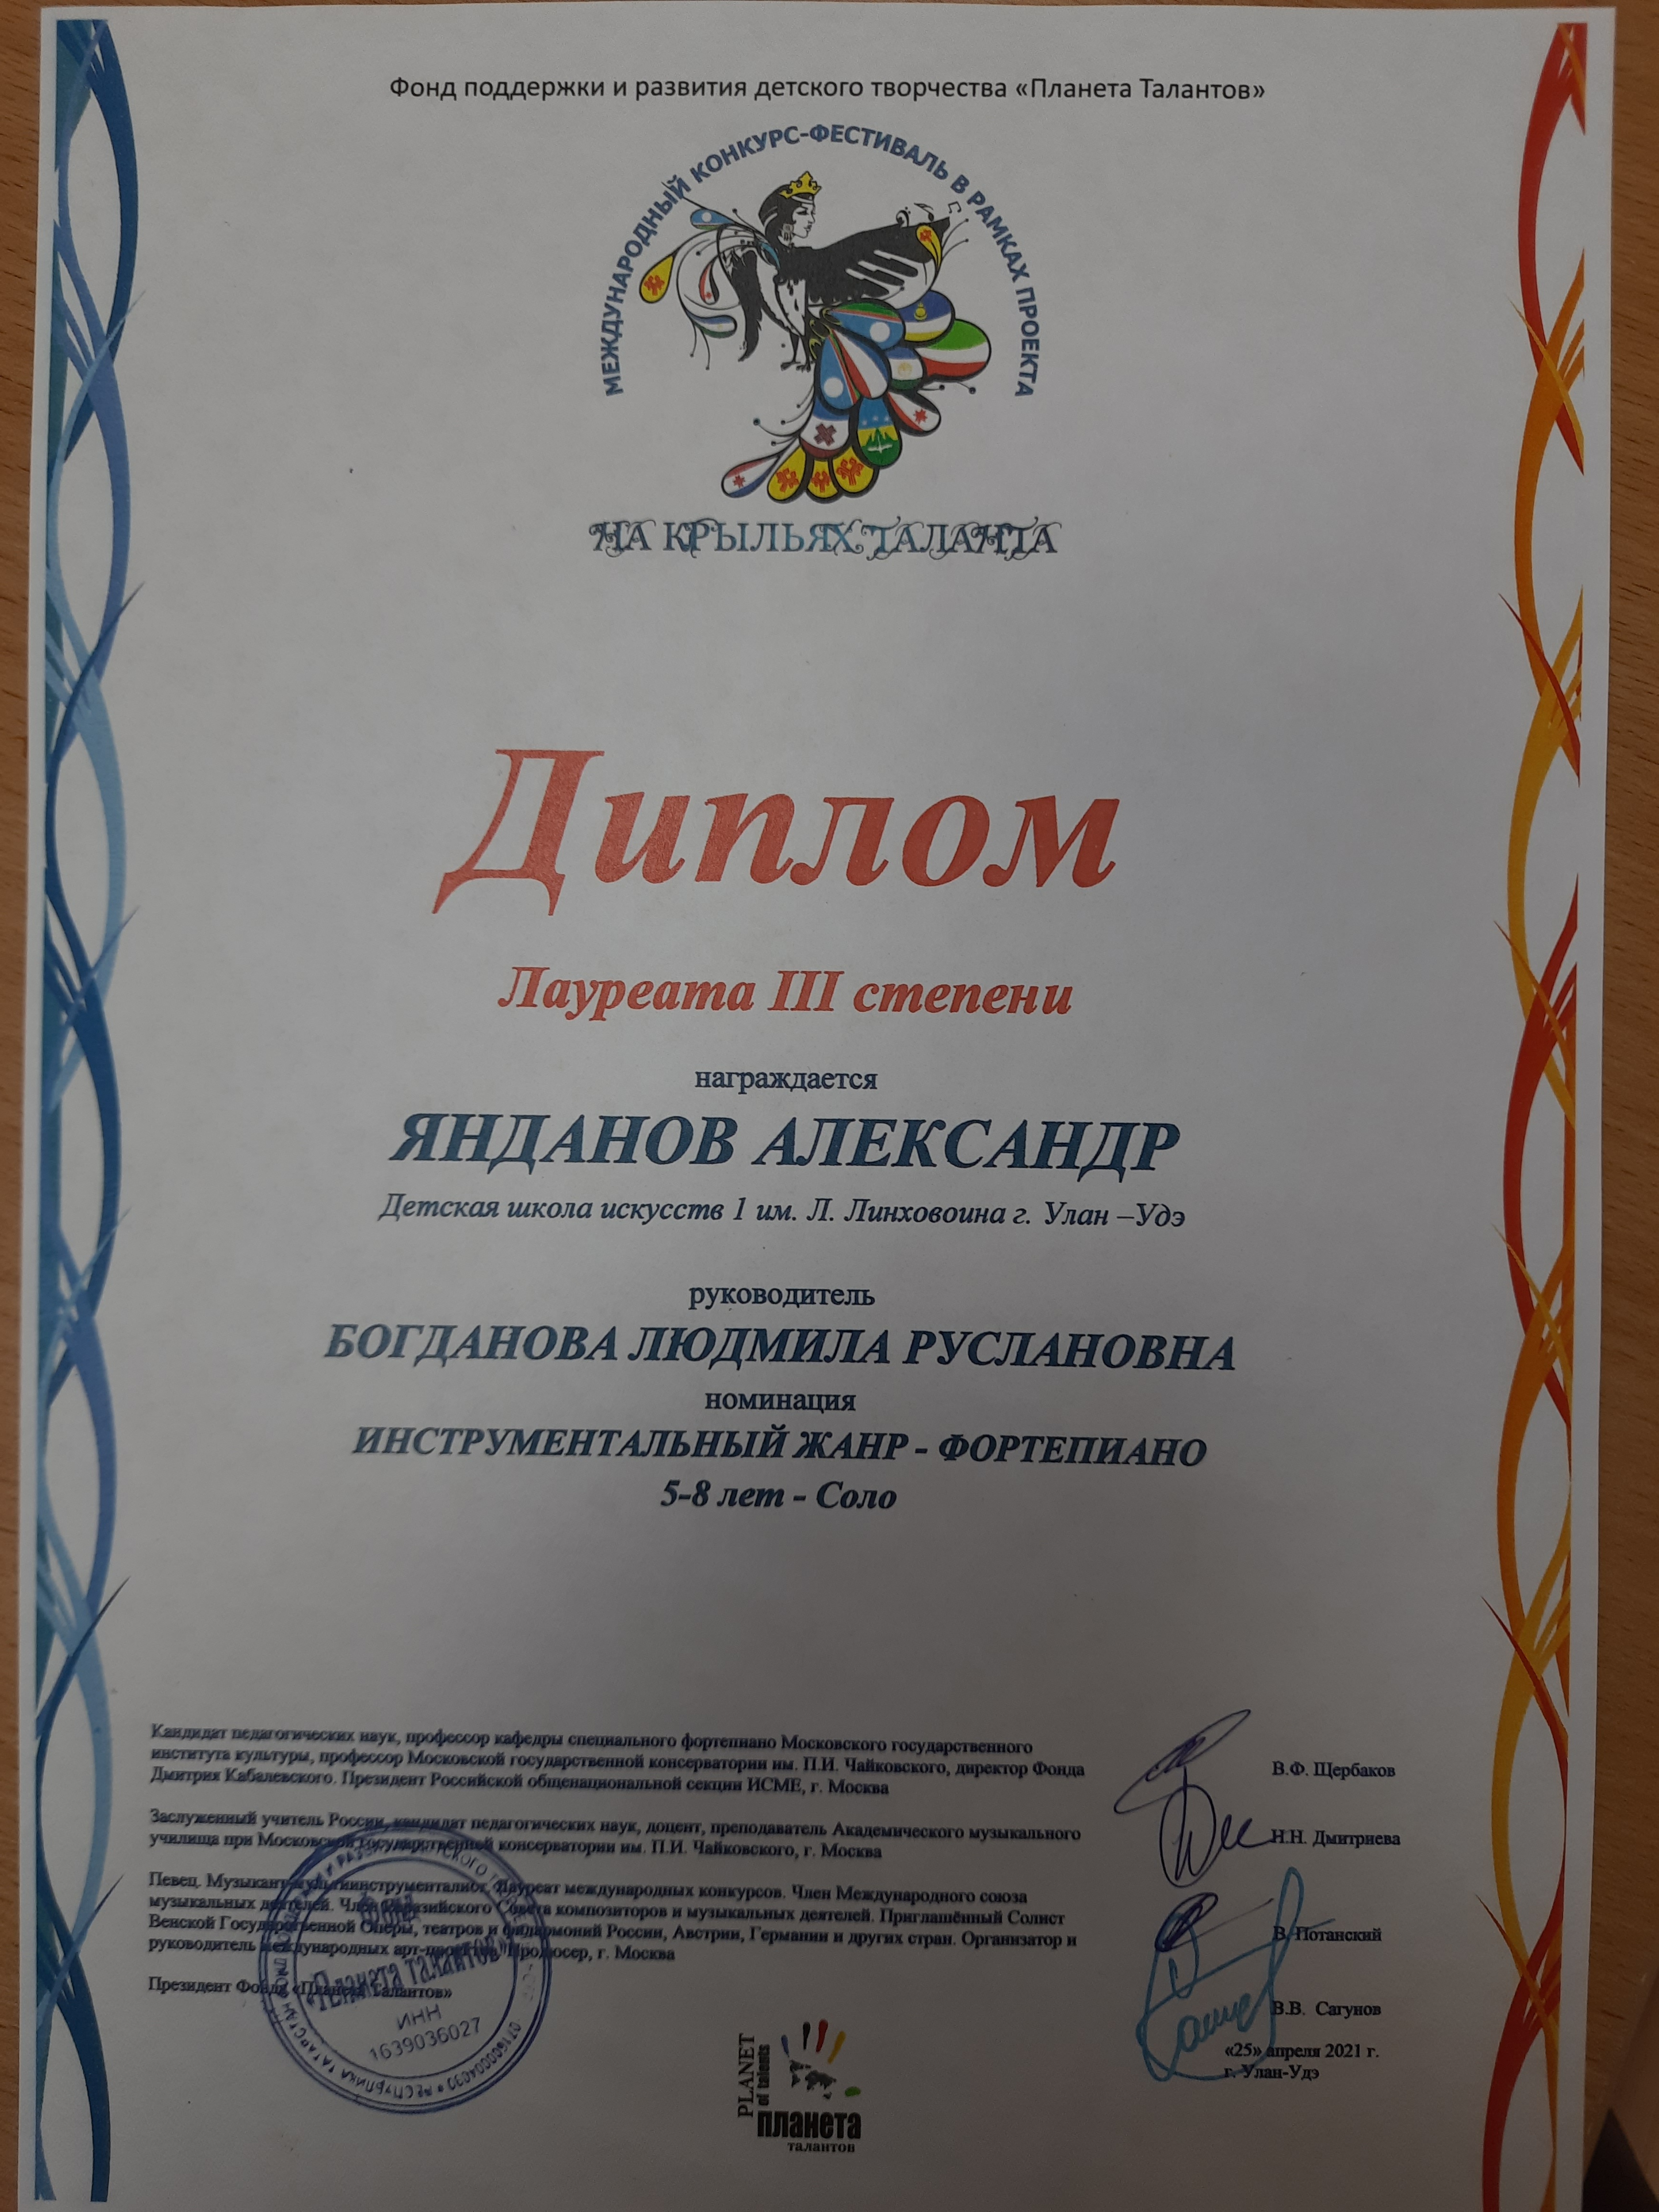 Фонд поддержки и развития детского творчества «Планета Талантов»
МЕЖДУНАРОДНЫЙ КОНКУРС-ФЕСТИВАЛЬ В РАМКАХ ПРОЕКТА
НА КРЫЛЬЯХ ТАЛАНТА
Диплом
Лауреата III степени
награждается
ЯНДАНОВ АЛЕКСАНДР
Детская школа искусств 1 им. Л. Линховоина г. Улан –Удэ
руководитель
БОГДАНОВА ЛЮДМИЛА РУСЛАНОВНА
номинация
ИНСТРУМЕНТАЛЬНЫЙ ЖАНР - ФОРТЕПИАНО
5-8 лет - Соло
Кандидат педагогических наук, профессор кафедры специального фортепиано Московского государственного
института культуры, профессор Московской государственной консерватории им. П.И. Чайковского, директор Фонда
Дмитрия Кабалевского. Президент Российской общенациональной секции ИСМЕ, г. Москва
В.Ф. Щербаков
Заслуженный учитель России, кандидат педагогических наук, доцент, преподаватель Академического музыкального
училища при Московской государственной консерватории им. П.И. Чайковского, г. Москва
Н.Н. Дмитриева
Певец. Музыкант мультиинструменталист. Лауреат международных конкурсов. Член Международного союза
музыкальных деятелей. Член Евразийского Совета композиторов и музыкальных деятелей. Приглашённый Солист
Венской Государственной Оперы, театров и филармоний России, Австрии, Германии и других стран. Организатор и
руководитель международных арт-проектов. Продюсер, г. Москва
В. Потанский
Президент Фонда «Планета Талантов»
В.В. Сагунов
«25» апреля 2021 г.
г. Улан-Удэ
Фонд
«Планета талантов»
ИНН
1639036027
РЕСПУБЛИКА ТАТАРСТАН
PLANET
of talents
планета
талантов